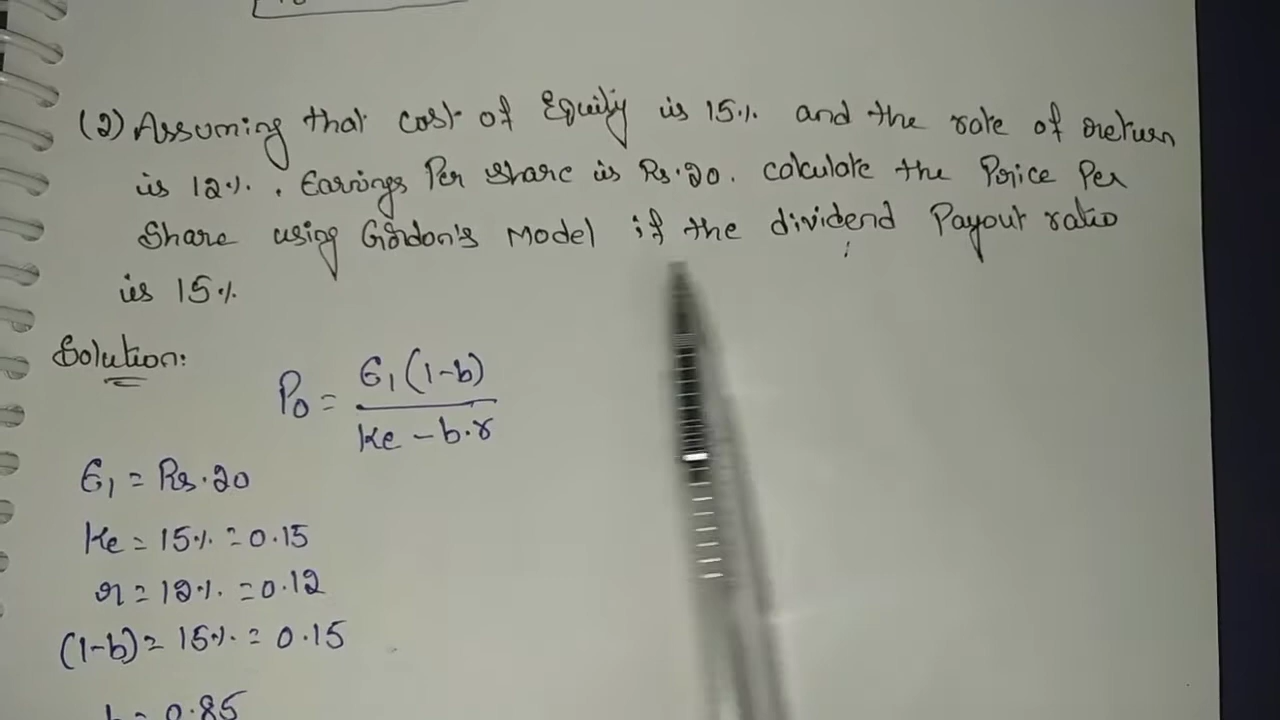 (2) Assuming that cost of Equity is 15%. and the rate of return
is 12%. . Earnings Per share is Rs.20. calculate the Price Per
Share using Gordon's Model if the dividend Payout ratio
is 15%
Solution:
P0 = E1(1-b) / Ke - b.r
E1 = Rs.20
Ke = 15% = 0.15
r = 12% = 0.12
(1-b) = 15% = 0.15
b = 0.85